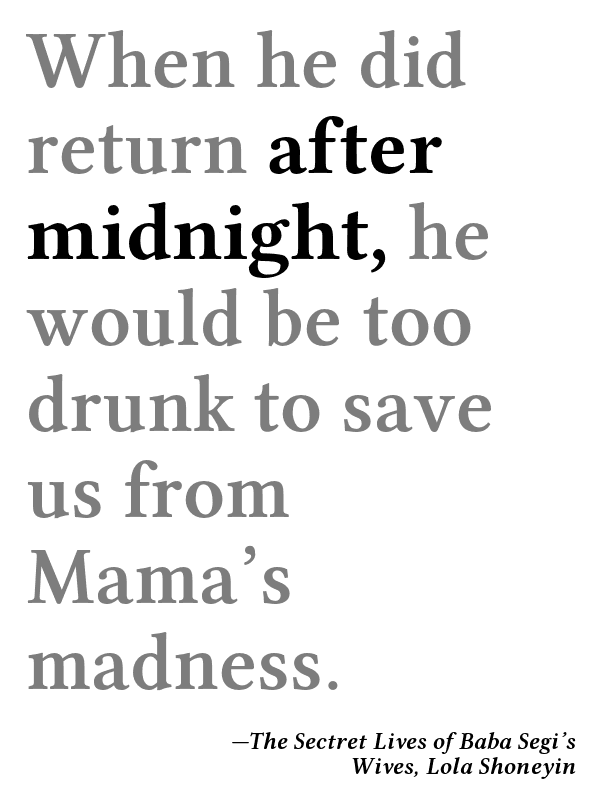 When he did
return after
midnight, he
would be too
drunk to save
us from
Mama’s
madness.
—The Sectret Lives of Baba Segi’s
Wives, Lola Shoneyin